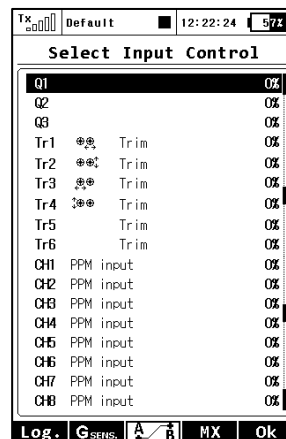 Tx Default 12:22:24 57%
Select Input Control
Q1 0%
Q2 0%
Q3 0%
Tr1 Trim 0%
Tr2 Trim 0%
Tr3 Trim 0%
Tr4 Trim 0%
Tr5 Trim 0%
Tr6 Trim 0%
CH1 PPM input 0%
CH2 PPM input 0%
CH3 PPM input 0%
CH4 PPM input 0%
CH5 PPM input 0%
CH6 PPM input 0%
CH7 PPM input 0%
CH8 PPM input 0%
Log. GSENS. A B MX Ok